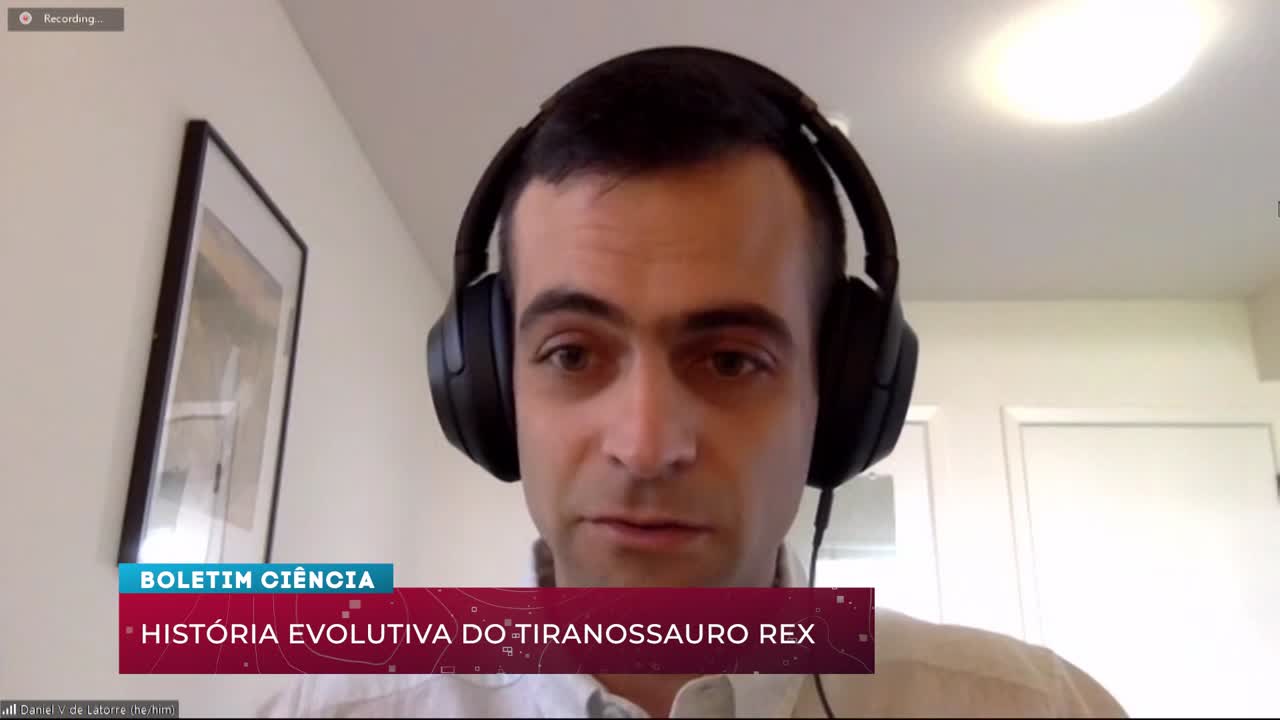 Recording...
BOLETIM CIÊNCIA
HISTÓRIA EVOLUTIVA DO TIRANOSSAURO REX
Daniel V de Latorre (he/him)